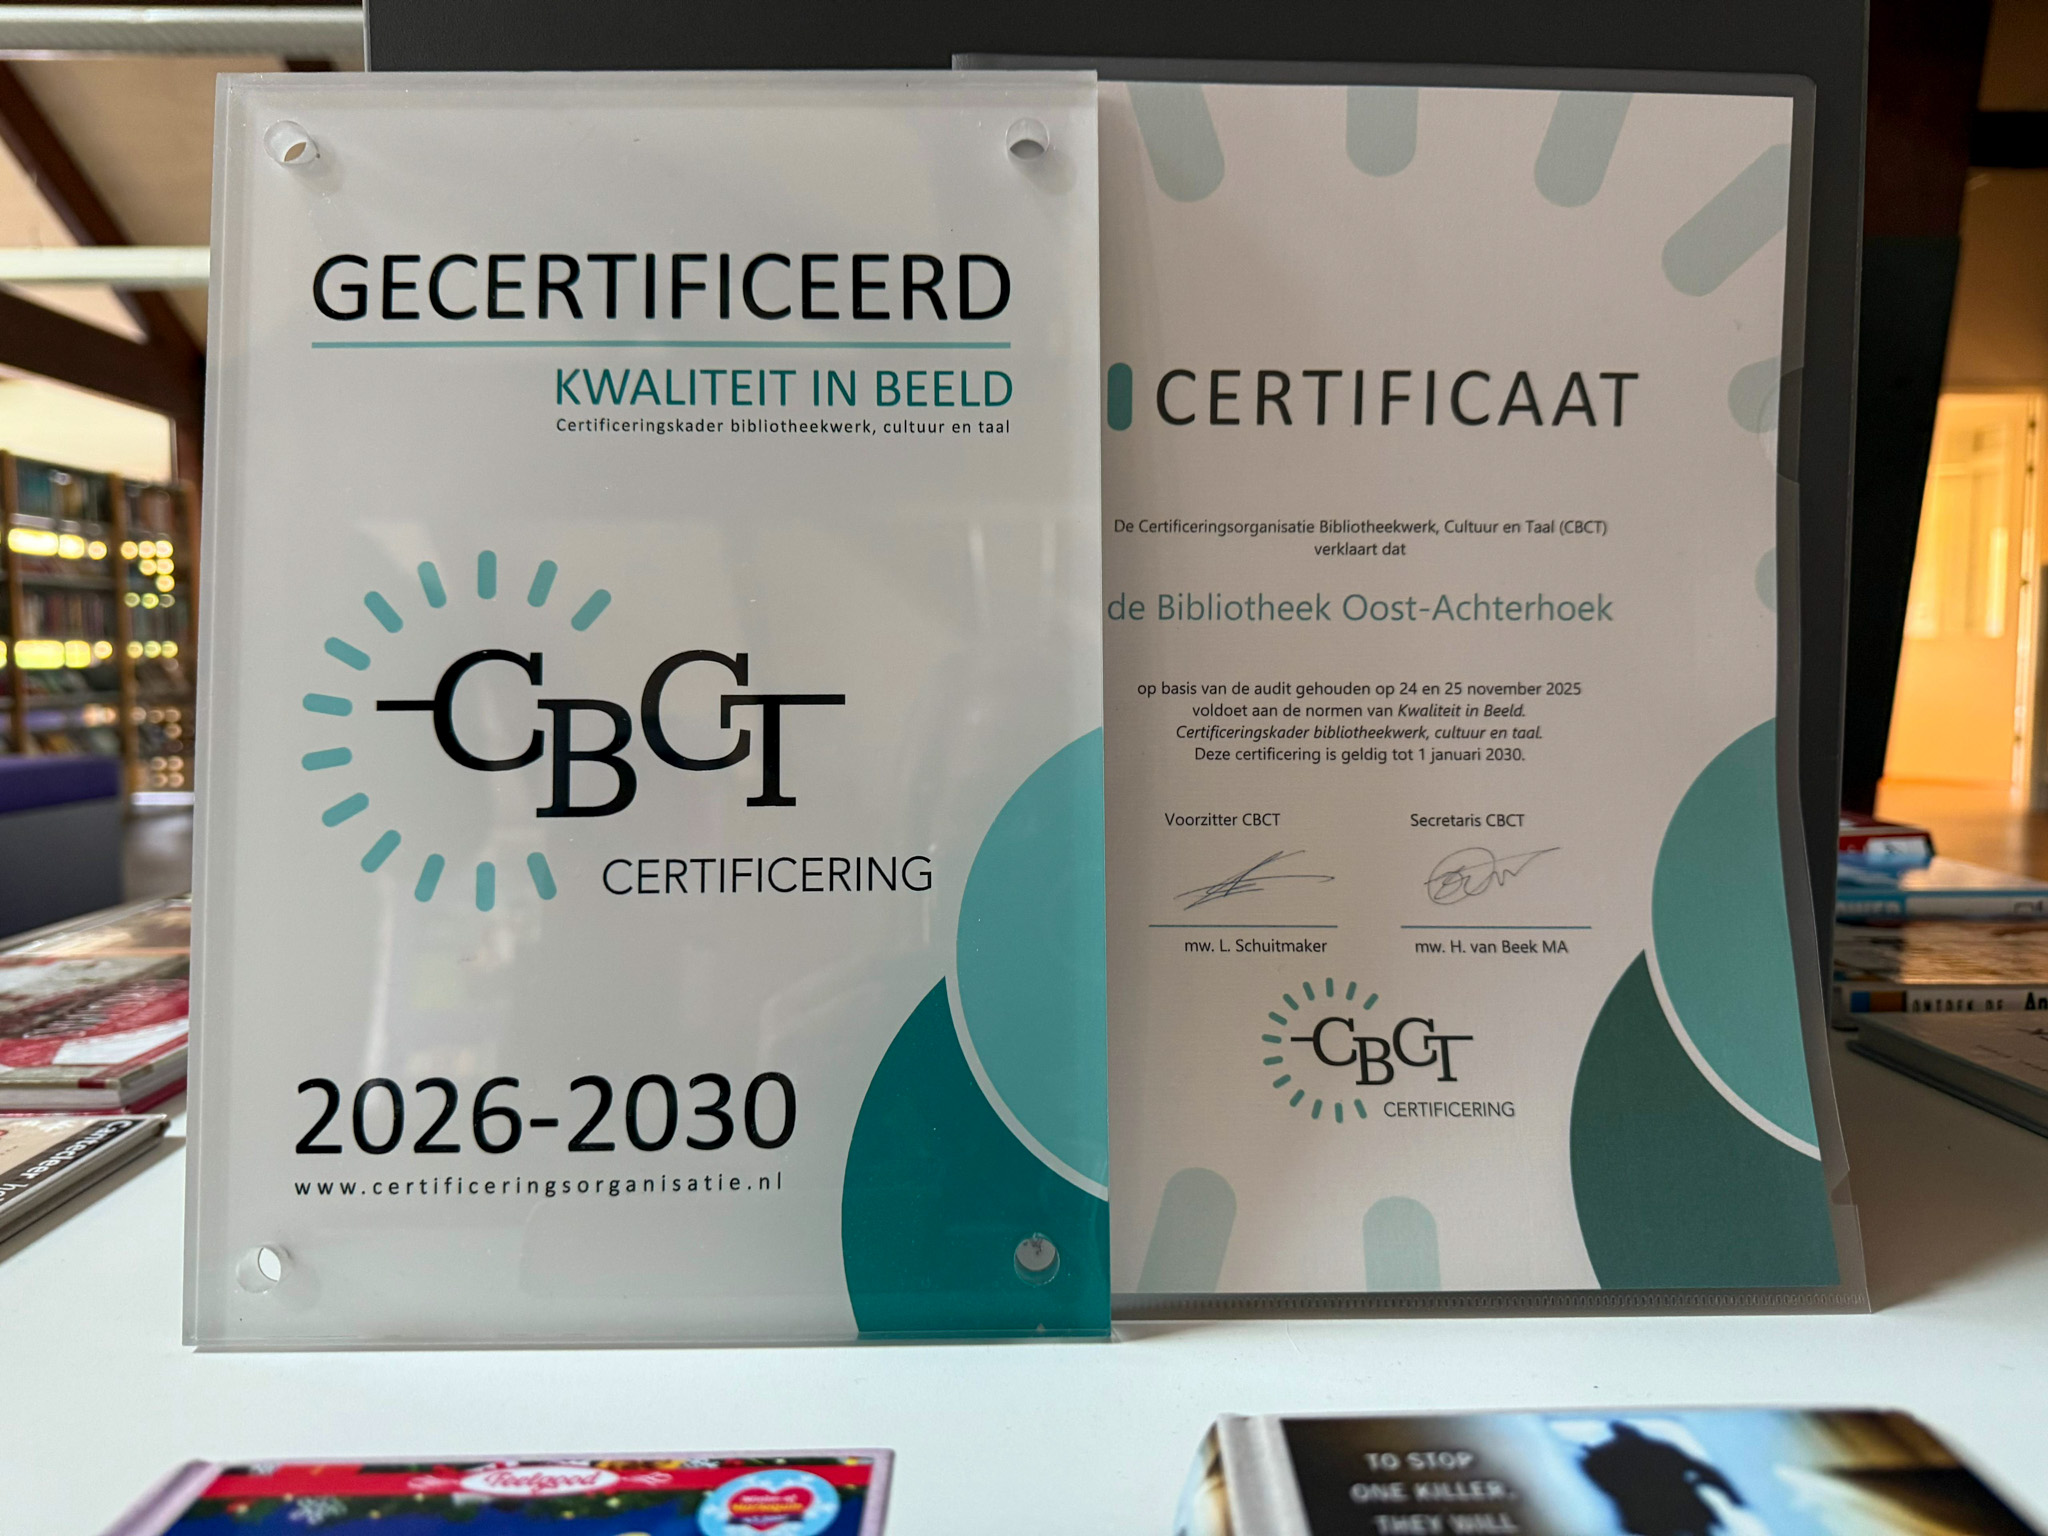 GECERTIFICEERD
KWALITEIT IN BEELD
Certificeringskader bibliotheekwerk, cultuur en taal
CBCT
CERTIFICERING
2026-2030
www.certificeringsorganisatie.nl
CERTIFICAAT
De Certificeringsorganisatie Bibliotheekwerk, Cultuur en Taal (CBCT)
verklaart dat
de Bibliotheek Oost-Achterhoek
op basis van de audit gehouden op 24 en 25 november 2025
voldoet aan de normen van Kwaliteit in Beeld.
Certificeringskader bibliotheekwerk, cultuur en taal.
Deze certificering is geldig tot 1 januari 2030.
Voorzitter CBCT
Secretaris CBCT
mw. L. Schuitmaker
mw. H. van Beek MA
CBCT
CERTIFICERING
ONTDEK DE
Feelgood
TO STOP
ONE KILLER,
THEY WILL